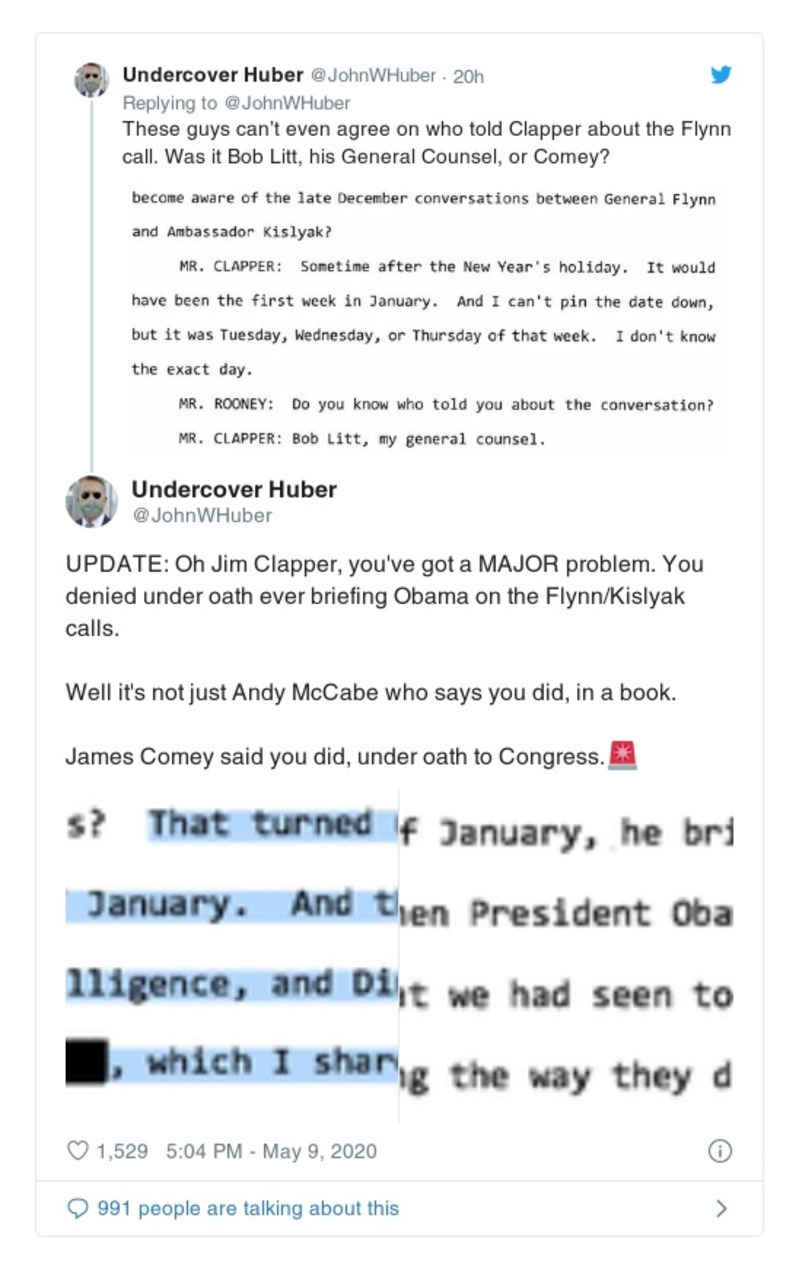 Undercover Huber @JohnWHuber · 20h
Replying to @JohnWHuber
These guys can't even agree on who told Clapper about the Flynn
call. Was it Bob Litt, his General Counsel, or Comey?
become aware of the late December conversations between General Flynn
and Ambassador Kislyak?
MR. CLAPPER: Sometime after the New Year's holiday. It would
have been the first week in January. And I can't pin the date down,
but it was Tuesday, Wednesday, or Thursday of that week. I don't know
the exact day.
MR. ROONEY: Do you know who told you about the conversation?
MR. CLAPPER: Bob Litt, my general counsel.
Undercover Huber
@JohnWHuber
UPDATE: Oh Jim Clapper, you've got a MAJOR problem. You
denied under oath ever briefing Obama on the Flynn/Kislyak
calls.
Well it's not just Andy McCabe who says you did, in a book.
James Comey said you did, under oath to Congress.🚨
s? That turned
January. And th
lligence, and Di
, which I shar
f January, he bri
hen President Oba
t we had seen to
g the way they d
1,529 5:04 PM - May 9, 2020
991 people are talking about this